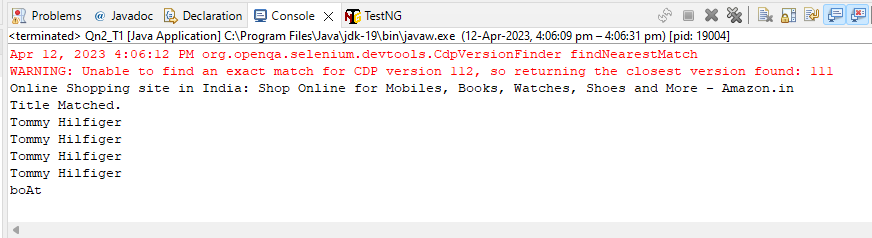 Problems @ Javadoc Declaration Console TestNG
<terminated> Qn2_T1 [Java Application] C:\Program Files\Java\jdk-19\bin\javaw.exe (12-Apr-2023, 4:06:09 pm – 4:06:31 pm) [pid: 19004]
Apr 12, 2023 4:06:12 PM org.openqa.selenium.devtools.CdpVersionFinder findNearestMatch
WARNING: Unable to find an exact match for CDP version 112, so returning the closest version found: 111
Online Shopping site in India: Shop Online for Mobiles, Books, Watches, Shoes and More - Amazon.in
Title Matched.
Tommy Hilfiger
Tommy Hilfiger
Tommy Hilfiger
Tommy Hilfiger
boAt